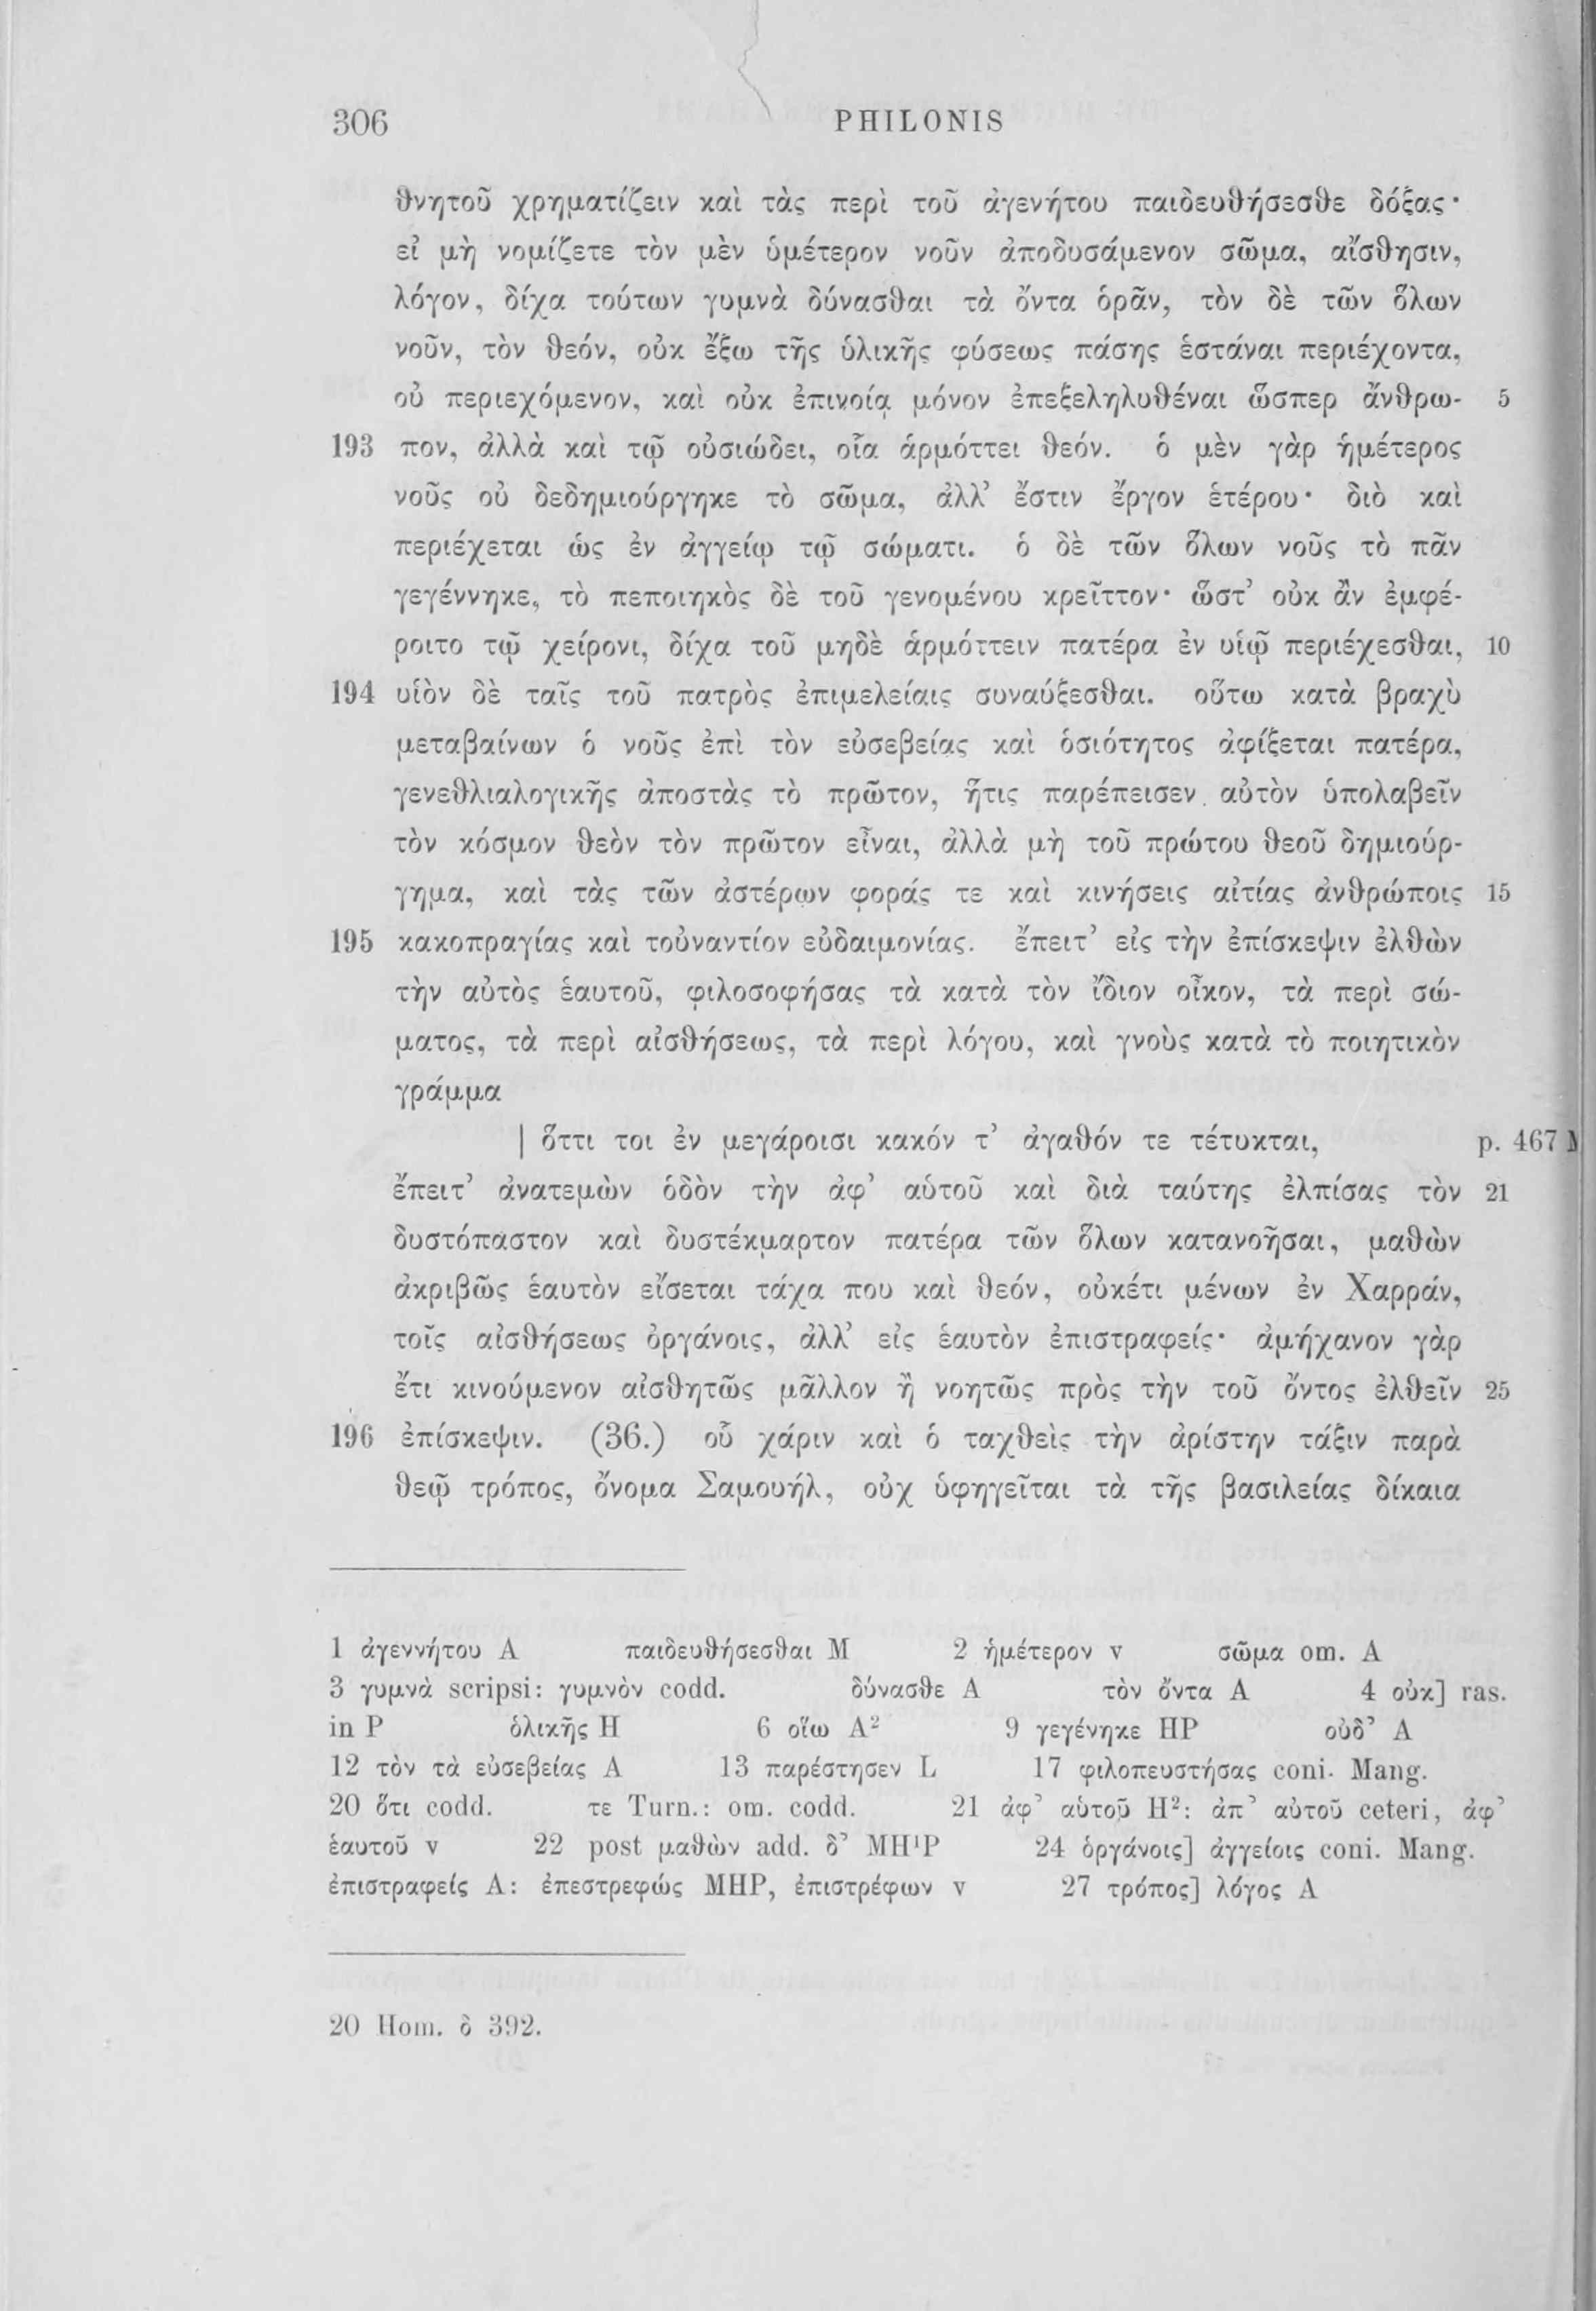 306 PHILONIS
θνητοῦ χρηματίζειν καὶ τὰς περὶ τοῦ ἀγενήτου παιδευθήσεσθε δόξας·
εἰ μὴ νομίζετε τὸν μὲν ὑμέτερον νοῦν ἀποδυσάμενον σῶμα, αἴσθησιν,
λόγον, δίχα τούτων γυμνὰ δύνασθαι τὰ ὄντα ὁρᾶν, τὸν δὲ τῶν ὅλων
νοῦν, τὸν θεόν, οὐκ ἔξω τῆς ὑλικῆς φύσεως πάσης ἑστάναι περιέχοντα,
οὐ περιεχόμενον, καὶ οὐκ ἐπινοίᾳ μόνον ἐπεξεληλυθέναι ὥσπερ ἄνθρω- 5
193 πον, ἀλλὰ καὶ τῷ οὐσιώδει, οἷα ἁρμόττει θεόν. ὁ μὲν γὰρ ἡμέτερος
νοῦς οὐ δεδημιούργηκε τὸ σῶμα, ἀλλ’ ἔστιν ἔργον ἑτέρου· διὸ καὶ
περιέχεται ὡς ἐν ἀγγείῳ τῷ σώματι. ὁ δὲ τῶν ὅλων νοῦς τὸ πᾶν
γεγέννηκε, τὸ πεποιηκὸς δὲ τοῦ γενομένου κρεῖττον· ὥστ’ οὐκ ἂν ἐμφέ-
ροιτο τῷ χείρονι, δίχα τοῦ μηδὲ ἁρμόττειν πατέρα ἐν υἱῷ περιέχεσθαι, 10
194 υἱὸν δὲ ταῖς τοῦ πατρὸς ἐπιμελείαις συναύξεσθαι. οὕτω κατὰ βραχὺ
μεταβαίνων ὁ νοῦς ἐπὶ τὸν εὐσεβείας καὶ ὁσιότητος ἀφίξεται πατέρα,
γενεθλιαλογικῆς ἀποστὰς τὸ πρῶτον, ἥτις παρέπεισεν αὐτὸν ὑπολαβεῖν
τὸν κόσμον θεὸν τὸν πρῶτον εἶναι, ἀλλὰ μὴ τοῦ πρώτου θεοῦ δημιούρ-
γημα, καὶ τὰς τῶν ἀστέρων φοράς τε καὶ κινήσεις αἰτίας ἀνθρώποις 15
195 κακοπραγίας καὶ τοὐναντίον εὐδαιμονίας. ἔπειτ’ εἰς τὴν ἐπίσκεψιν ἐλθὼν
τὴν αὐτὸς ἑαυτοῦ, φιλοσοφήσας τὰ κατὰ τὸν ἴδιον οἶκον, τὰ περὶ σώ-
ματος, τὰ περὶ αἰσθήσεως, τὰ περὶ λόγου, καὶ γνοὺς κατὰ τὸ ποιητικὸν
γράμμα
| ὅττι τοι ἐν μεγάροισι κακόν τ’ ἀγαθόν τε τέτυκται, p. 467 M
ἔπειτ’ ἀνατεμὼν ὁδὸν τὴν ἀφ’ αὑτοῦ καὶ διὰ ταύτης ἐλπίσας τὸν 21
δυστόπαστον καὶ δυστέκμαρτον πατέρα τῶν ὅλων κατανοῆσαι, μαθὼν
ἀκριβῶς ἑαυτὸν εἴσεται τάχα που καὶ θεόν, οὐκέτι μένων ἐν Χαρράν,
τοῖς αἰσθήσεως ὀργάνοις, ἀλλ’ εἰς ἑαυτὸν ἐπιστραφείς· ἀμήχανον γὰρ
ἔτι κινούμενον αἰσθητῶς μᾶλλον ἢ νοητῶς πρὸς τὴν τοῦ ὄντος ἐλθεῖν 25
196 ἐπίσκεψιν. (36.) οὗ χάριν καὶ ὁ ταχθεὶς τὴν ἀρίστην τάξιν παρὰ
θεῷ τρόπος, ὄνομα Σαμουήλ, οὐχ ὑφηγεῖται τὰ τῆς βασιλείας δίκαια
1 ἀγεννήτου A παιδευθήσεσθαι M 2 ἡμέτερον v σῶμα om. A
3 γυμνὰ scripsi: γυμνὸν codd. δύνασθε A τὸν ὄντα A 4 οὐκ] ras.
in P ὁλικῆς H 6 οἵω A² 9 γεγένηκε HP οὐδ’ A
12 τὸν τὰ εὐσεβείας A 13 παρέστησεν L 17 φιλοπευστήσας coni. Mang.
20 ὅτι codd. τε Turn.: om. codd. 21 ἀφ’ αὑτοῦ H²: ἀπ’ αὐτοῦ ceteri, ἀφ’
ἑαυτοῦ v 22 post μαθὼν add. δ’ MH¹P 24 ὀργάνοις] ἀγγείοις coni. Mang.
ἐπιστραφείς A: ἐπεστρεφώς MHP, ἐπιστρέφων v 27 τρόπος] λόγος A
20 Hom. δ 392.